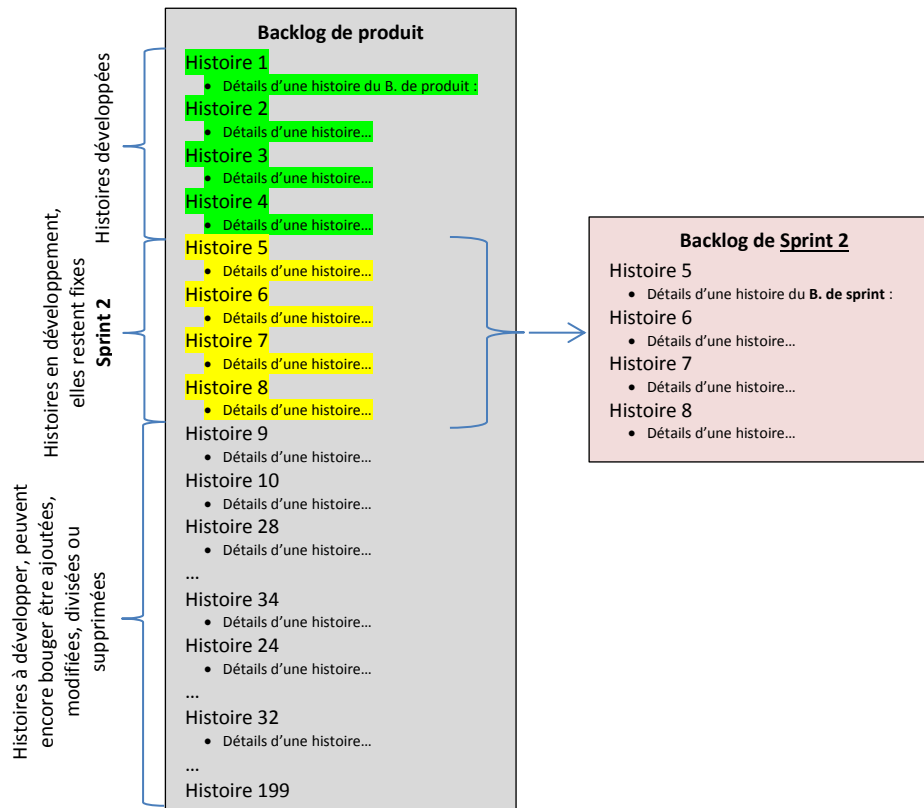 Backlog de produit
Histoire 1
• Détails d’une histoire du B. de produit :
Histoire 2
• Détails d’une histoire…
Histoire 3
• Détails d’une histoire…
Histoire 4
• Détails d’une histoire…
Histoire 5
• Détails d’une histoire…
Histoire 6
• Détails d’une histoire…
Histoire 7
• Détails d’une histoire…
Histoire 8
• Détails d’une histoire…
Histoire 9
• Détails d’une histoire…
Histoire 10
• Détails d’une histoire…
Histoire 28
• Détails d’une histoire…
…
Histoire 34
• Détails d’une histoire…
Histoire 24
• Détails d’une histoire…
…
Histoire 32
• Détails d’une histoire…
…
Histoire 199
Histoires développées
Histoires en développement,
elles restent fixes
Sprint 2
Histoires à développer, peuvent
encore bouger être ajoutées,
modifiées, divisées ou
supprimées
Backlog de Sprint 2
Histoire 5
• Détails d’une histoire du B. de sprint :
Histoire 6
• Détails d’une histoire…
Histoire 7
• Détails d’une histoire…
Histoire 8
• Détails d’une histoire…